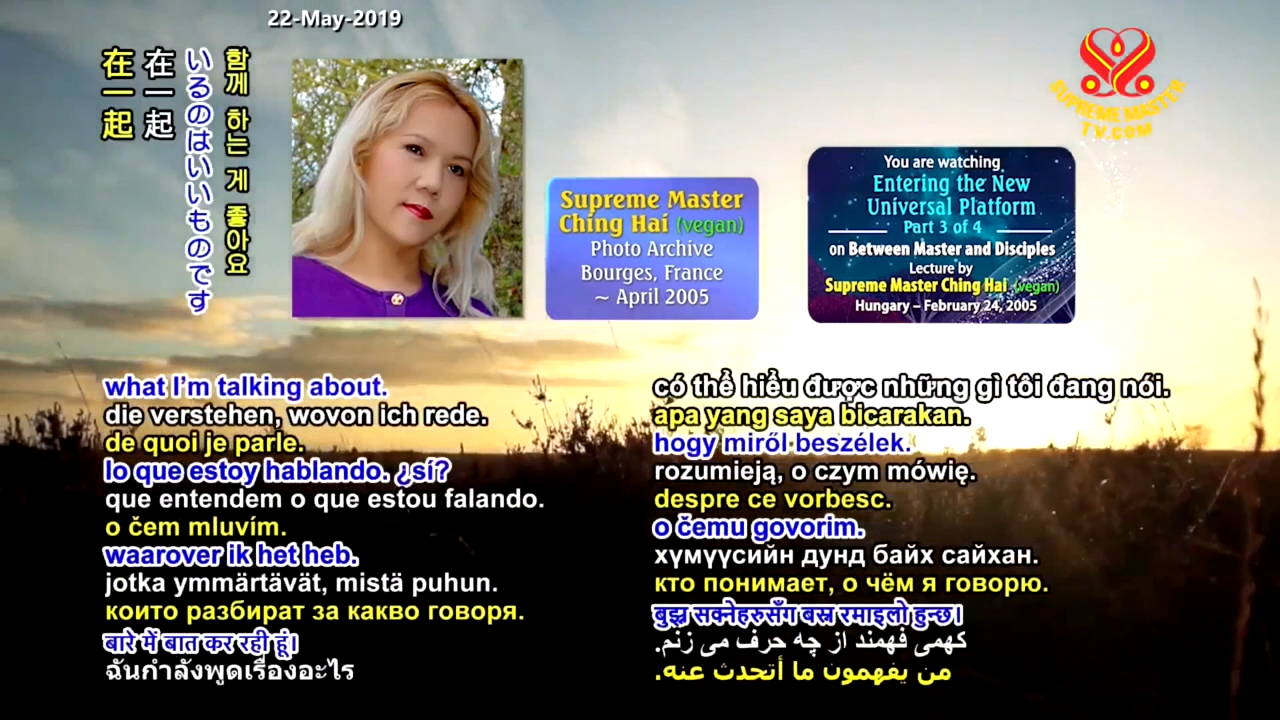 22-May-2019
在一起
在一起
いるのはいいものです
함께 하는 게 좋아요
SUPREME MASTER
TV.COM
Supreme Master
Ching Hai (vegan)
Photo Archive
Bourges, France
~ April 2005
You are watching
Entering the New
Universal Platform
Part 3 of 4
on Between Master and Disciples
Lecture by
Supreme Master Ching Hai (vegan)
Hungary – February 24, 2005
what I’m talking about.
die verstehen, wovon ich rede.
de quoi je parle.
lo que estoy hablando. ¿sí?
que entendem o que estou falando.
o čem mluvím.
waarover ik het heb.
jotka ymmärtävät, mistä puhun.
които разбират за какво говоря.
बारे में बात कर रही हूं।
ฉันกำลังพูดเรื่องอะไร
có thể hiểu được những gì tôi đang nói.
apa yang saya bicarakan.
hogy miről beszélek.
rozumieją, o czym mówię.
despre ce vorbesc.
o čemu govorim.
хүмүүсийн дунд байх сайхан.
кто понимает, о чём я говорю.
बुझ्न सक्नेहरुसँग बस्न रमाइलो हुन्छ।
کهمی فهمند از چه حرف می زنم.
من يفهمون ما أتحدث عنه.